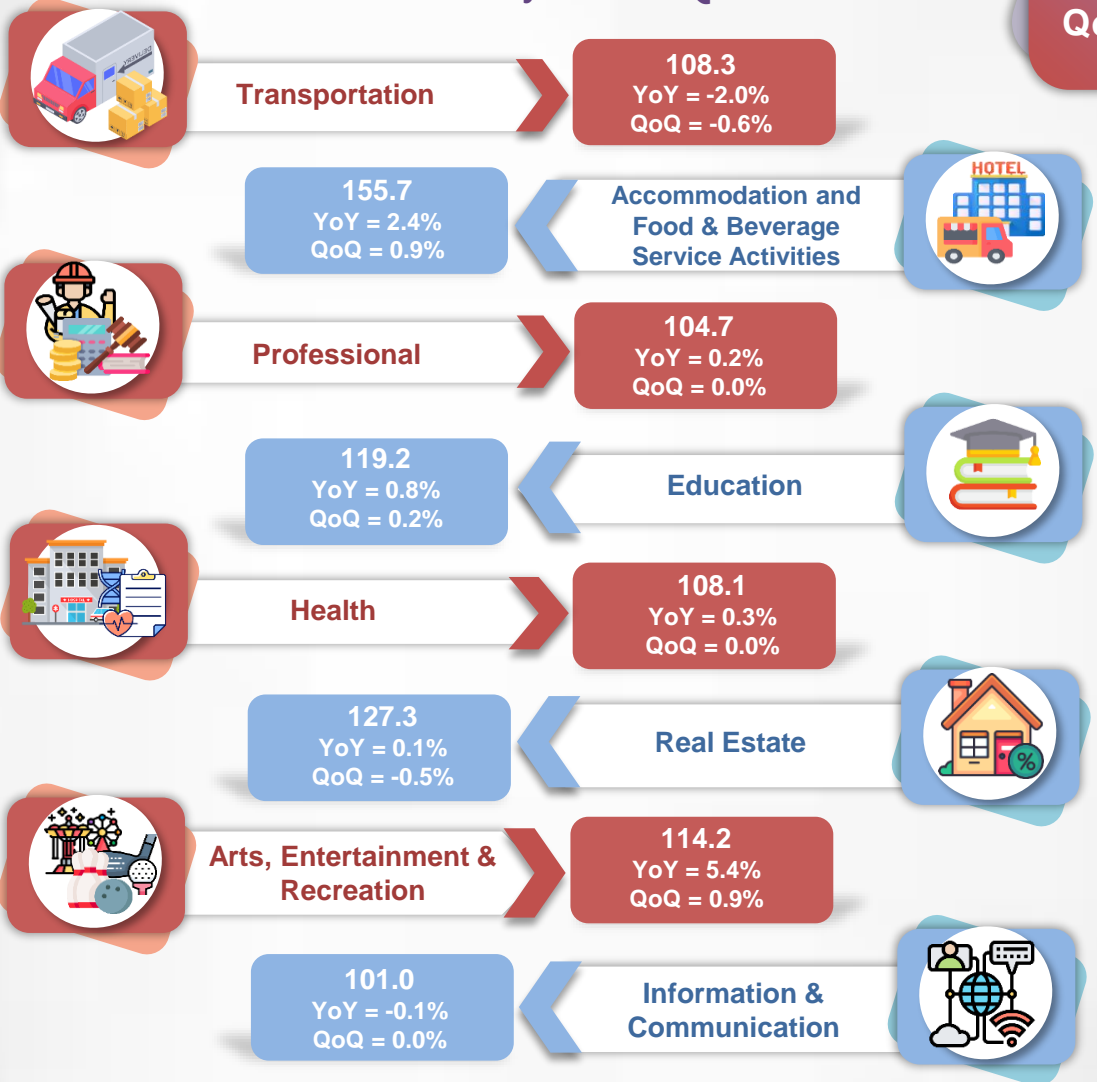 Transportation
108.3
YoY = -2.0%
QoQ = -0.6%
155.7
YoY = 2.4%
QoQ = 0.9%
Accommodation and
Food & Beverage
Service Activities
HOTEL
Professional
104.7
YoY = 0.2%
QoQ = 0.0%
119.2
YoY = 0.8%
QoQ = 0.2%
Education
Health
108.1
YoY = 0.3%
QoQ = 0.0%
127.3
YoY = 0.1%
QoQ = -0.5%
Real Estate
%
Arts, Entertainment &
Recreation
114.2
YoY = 5.4%
QoQ = 0.9%
101.0
YoY = -0.1%
QoQ = 0.0%
Information &
Communication